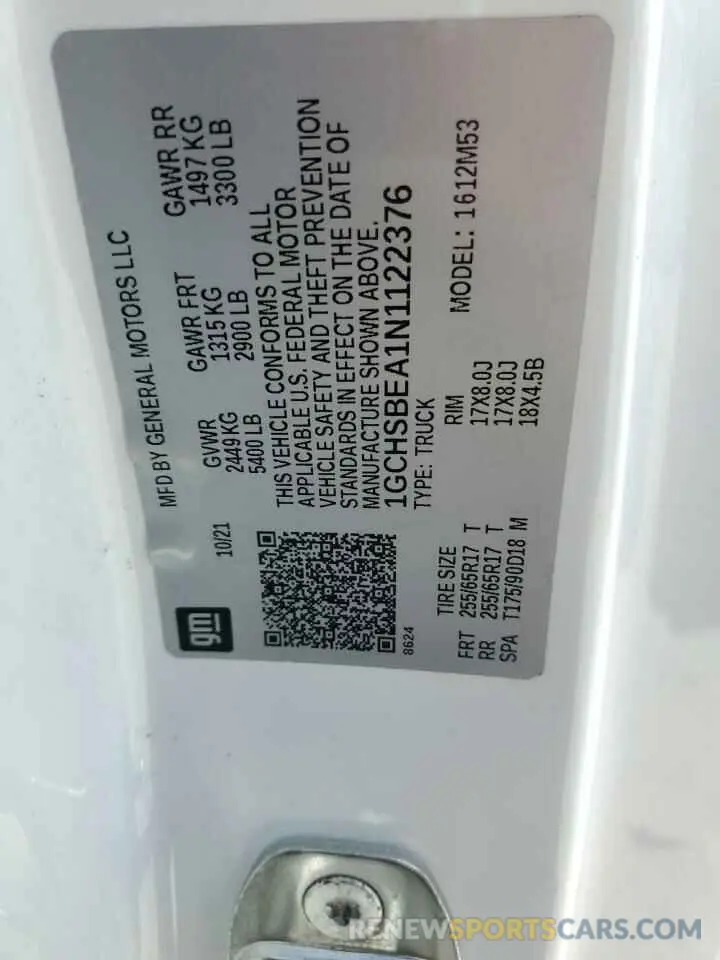 MFD BY GENERAL MOTORS LLC
gm
10/21
GVWR GAWR FRT GAWR RR
2449 KG 1315 KG 1497 KG
5400 LB 2900 LB 3300 LB
THIS VEHICLE CONFORMS TO ALL
APPLICABLE U.S. FEDERAL MOTOR
VEHICLE SAFETY AND THEFT PREVENTION
STANDARDS IN EFFECT ON THE DATE OF
MANUFACTURE SHOWN ABOVE.
1GCHSBEA1N1122376
8624
TYPE: TRUCK MODEL: 1612M53
TIRE SIZE RIM
FRT 255/65R17 T 17X8.0J
RR 255/65R17 T 17X8.0J
SPA T175/90D18 M 18X4.5B
RENEWSPORTSCARS.COM